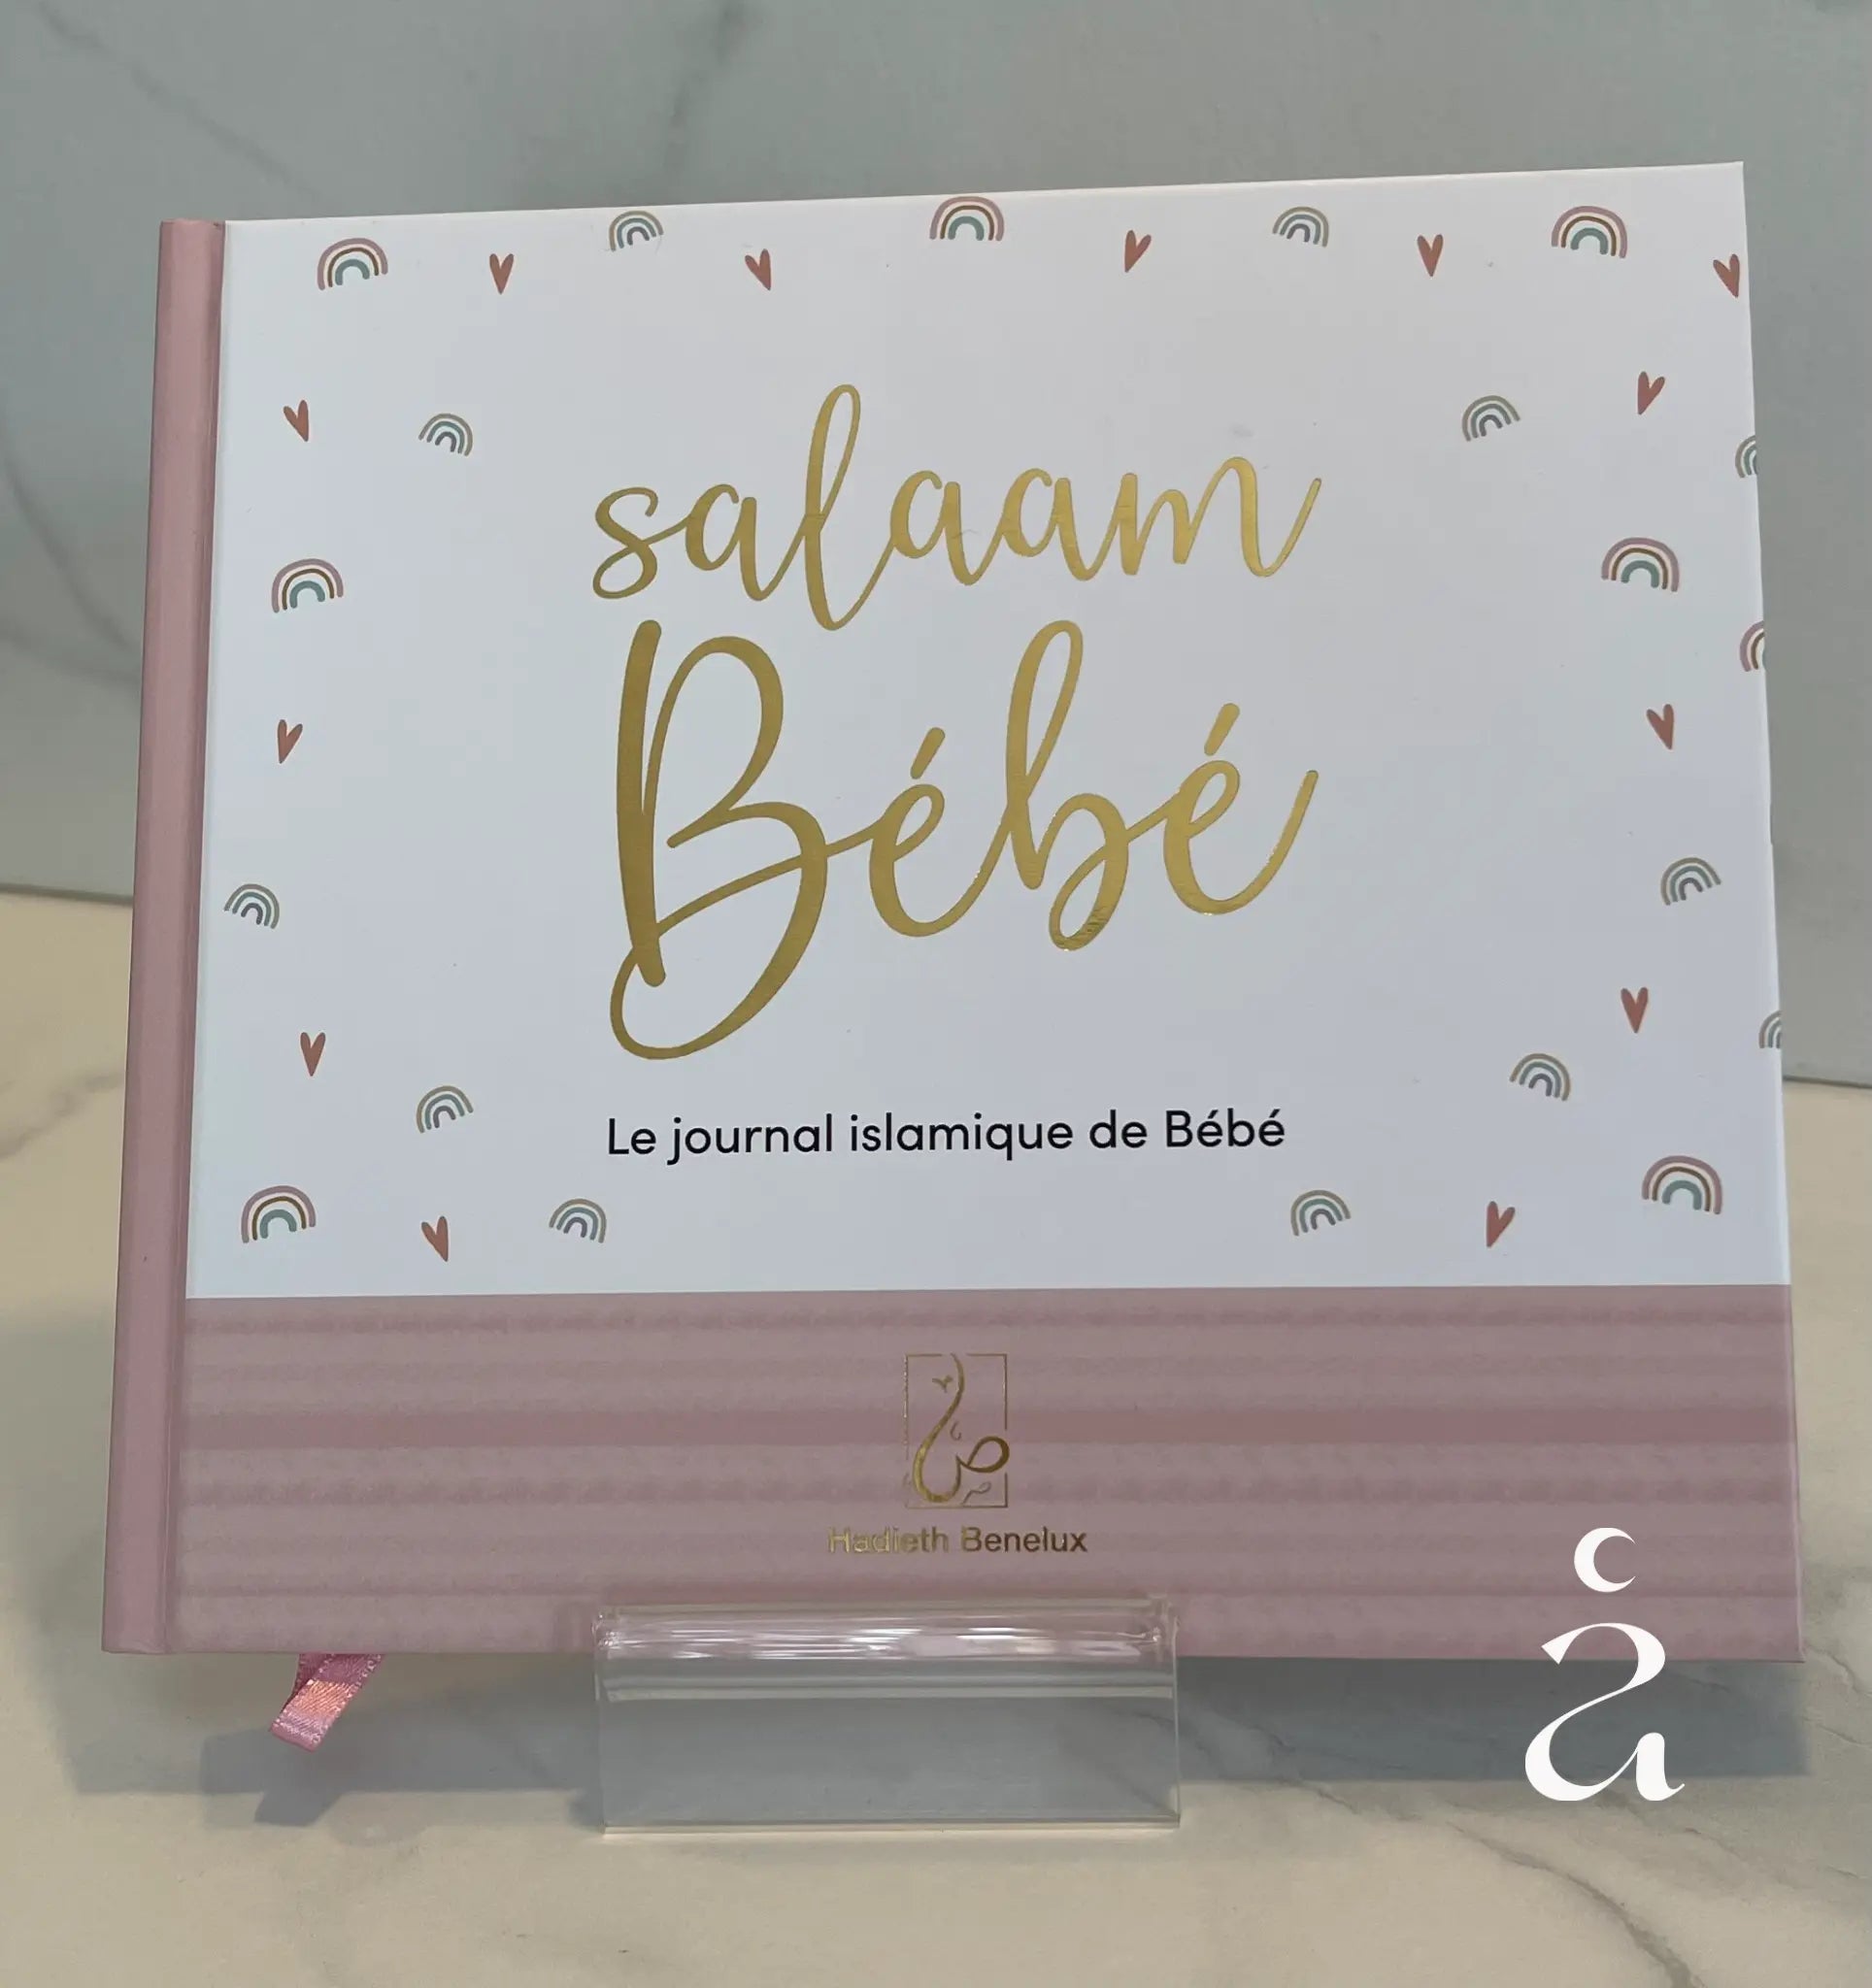 salaam
Bébé
Le journal islamique de Bébé
Hadieth Benelux